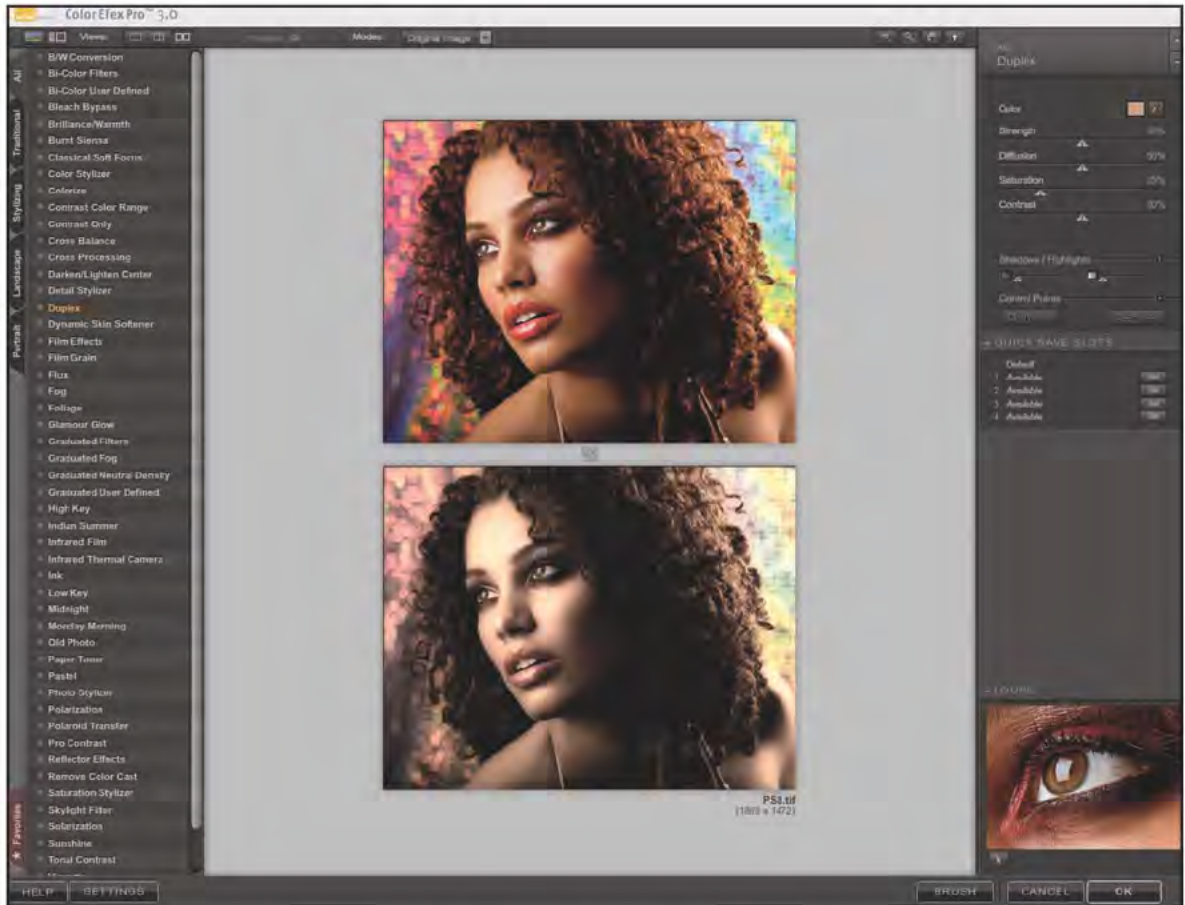 Color Efex Pro™ 3.0
Views:
Modes:
Original Image
All
Traditional
Stylizing
Landscape
Portrait
Favorites
B/W Conversion
Bi-Color Filters
Bi-Color User Defined
Bleach Bypass
Brilliance/Warmth
Burnt Sienna
Classical Soft Focus
Color Stylizer
Colorize
Contrast Color Range
Contrast Only
Cross Balance
Cross Processing
Darken/Lighten Center
Detail Stylizer
Duplex
Dynamic Skin Softener
Film Effects
Film Grain
Flux
Fog
Foliage
Glamour Glow
Graduated Filters
Graduated Fog
Graduated Neutral Density
Graduated User Defined
High Key
Indian Summer
Infrared Film
Infrared Thermal Camera
Ink
Low Key
Midnight
Monday Morning
Old Photo
Paper Toner
Pastel
Photo Stylizer
Polarization
Polaroid Transfer
Pro Contrast
Reflector Effects
Remove Color Cast
Saturation Stylizer
Skylight Filter
Solarization
Sunshine
Tonal Contrast
PS3.tif
Duplex
Color
Strength
Diffusion 50%
Saturation 25%
Contrast 50%
Shadows / Highlights
Control Points
QUICK SAVE SLOTS
Default
1 Available
2 Available
3 Available
4 Available
LOUPE
HELP
SETTINGS
BRUSH
CANCEL
OK